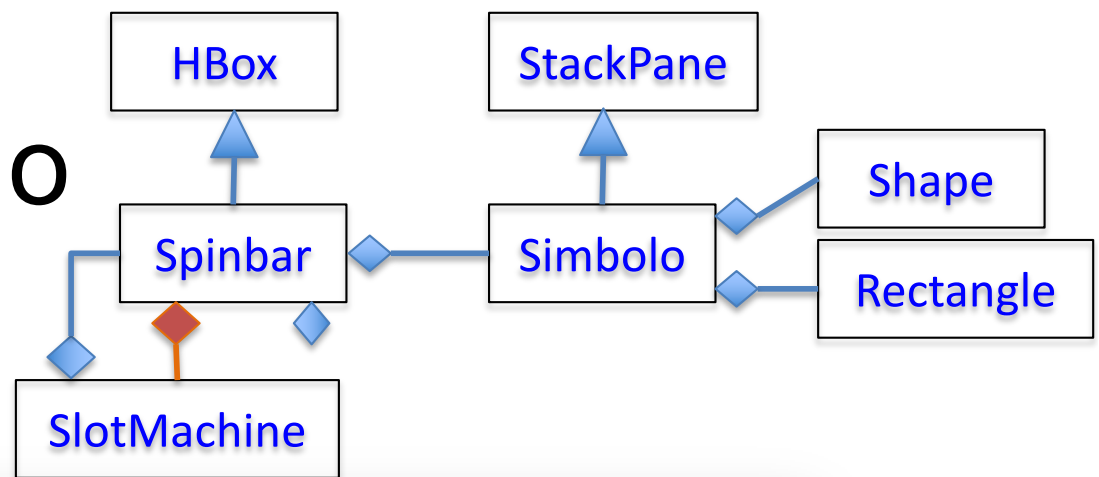 HBox
StackPane
o
Shape
Spinbar
Simbolo
Rectangle
SlotMachine